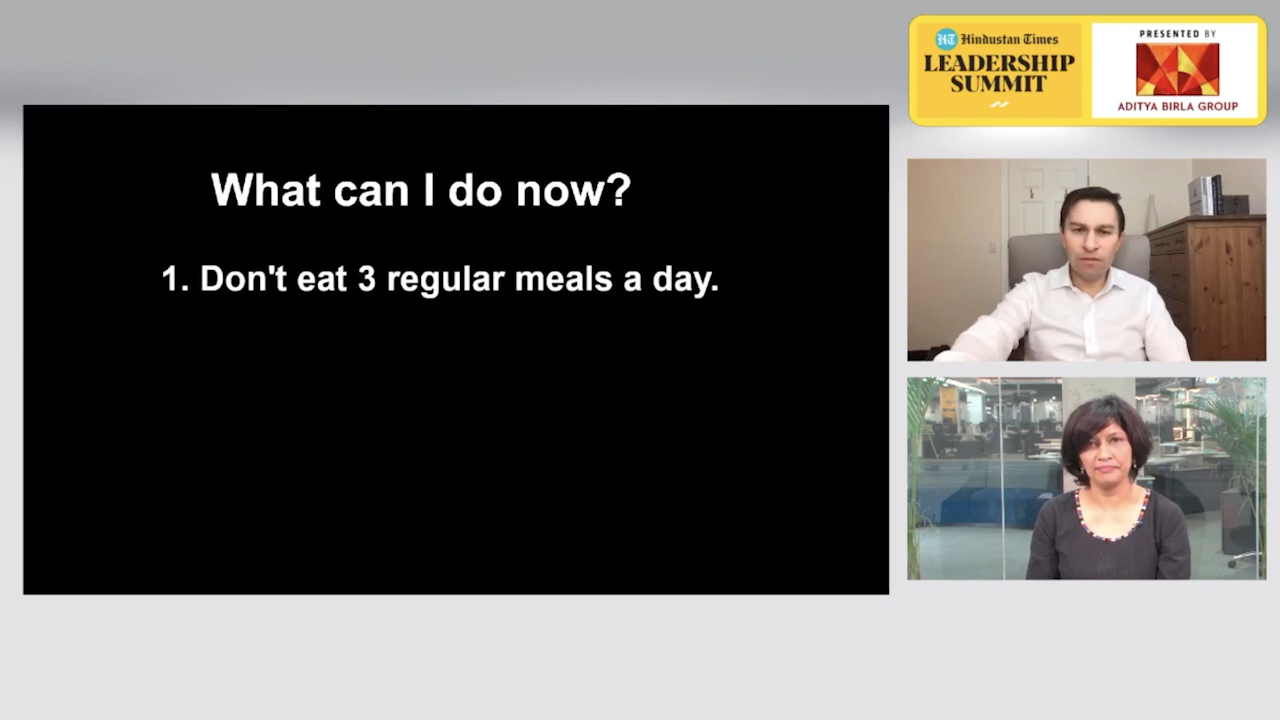 What can I do now?
1. Don't eat 3 regular meals a day.
HT Hindustan Times
LEADERSHIP
SUMMIT
PRESENTED BY
ADITYA BIRLA GROUP